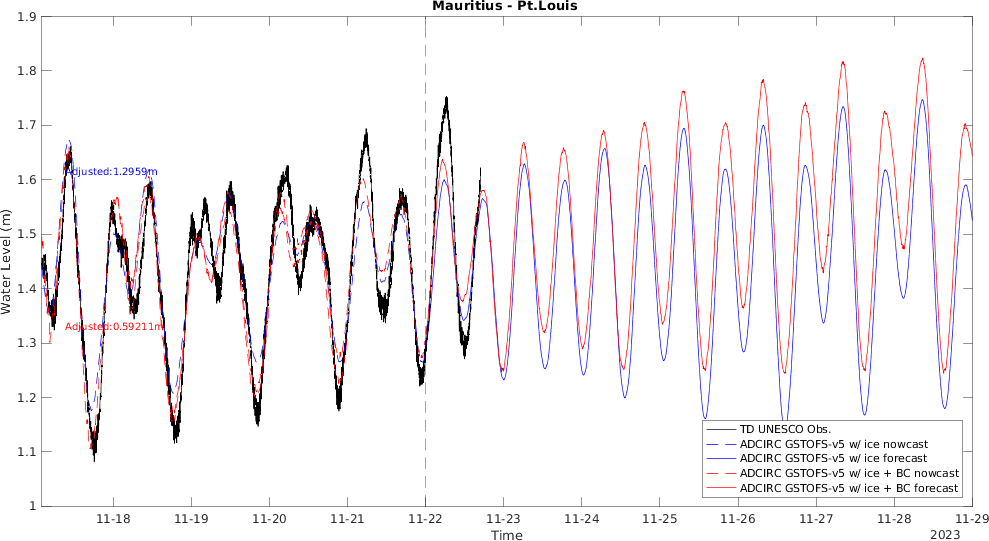 Mauritius - Pt.Louis
1.9
1.8
1.7
1.6
1.5
1.4
1.3
1.2
1.1
1
Water Level (m)
Adjusted:1.2959m
Adjusted:0.59211m
TD UNESCO Obs.
ADCIRC GSTOFS-v5 w/ ice nowcast
ADCIRC GSTOFS-v5 w/ ice forecast
ADCIRC GSTOFS-v5 w/ ice + BC nowcast
ADCIRC GSTOFS-v5 w/ ice + BC forecast
11-18 11-19 11-20 11-21 11-22 11-23 11-24 11-25 11-26 11-27 11-28 11-29
Time
2023